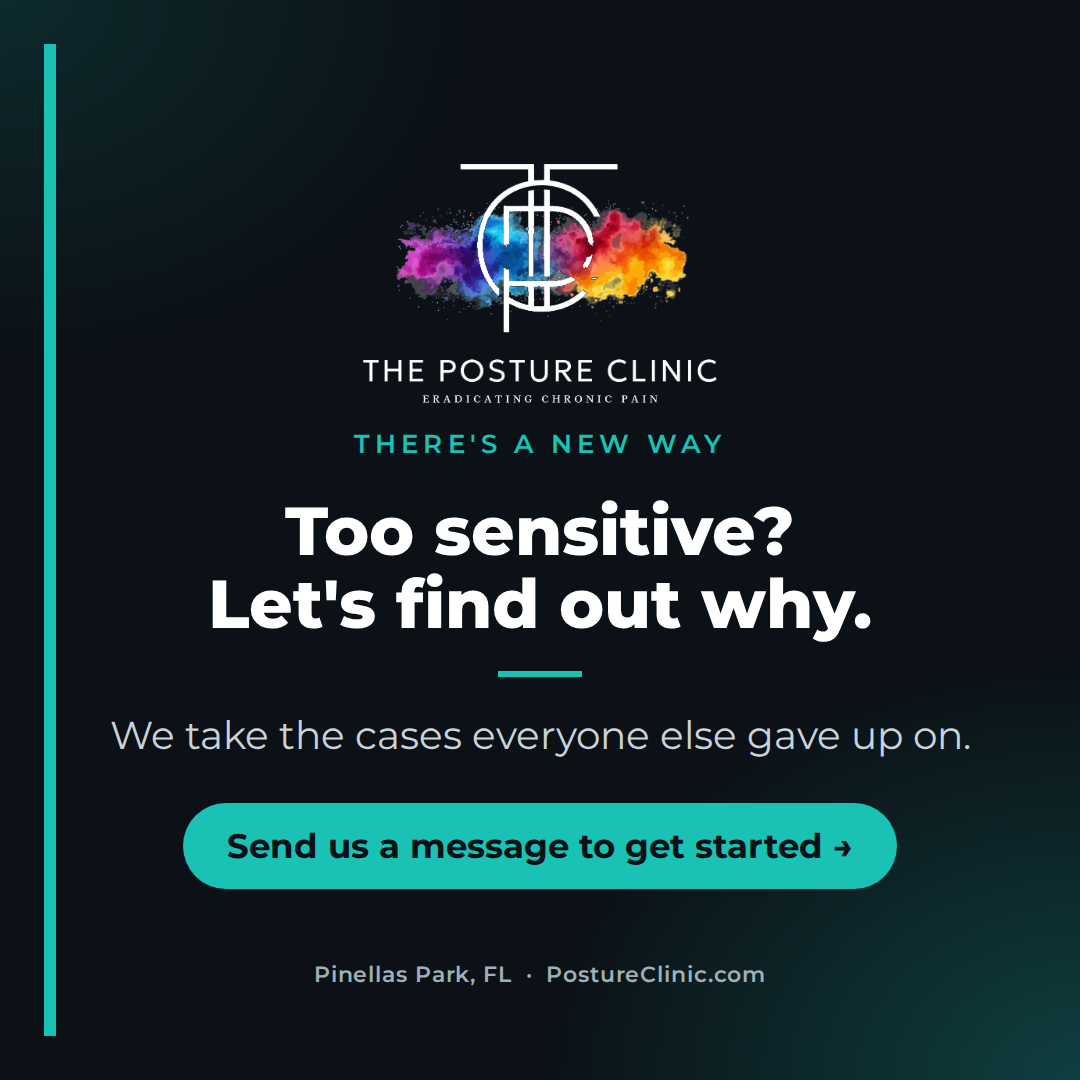 THE POSTURE CLINIC
ERADICATING CHRONIC PAIN
THERE'S A NEW WAY
Too sensitive?
Let's find out why.
We take the cases everyone else gave up on.
Send us a message to get started →
Pinellas Park, FL · PostureClinic.com